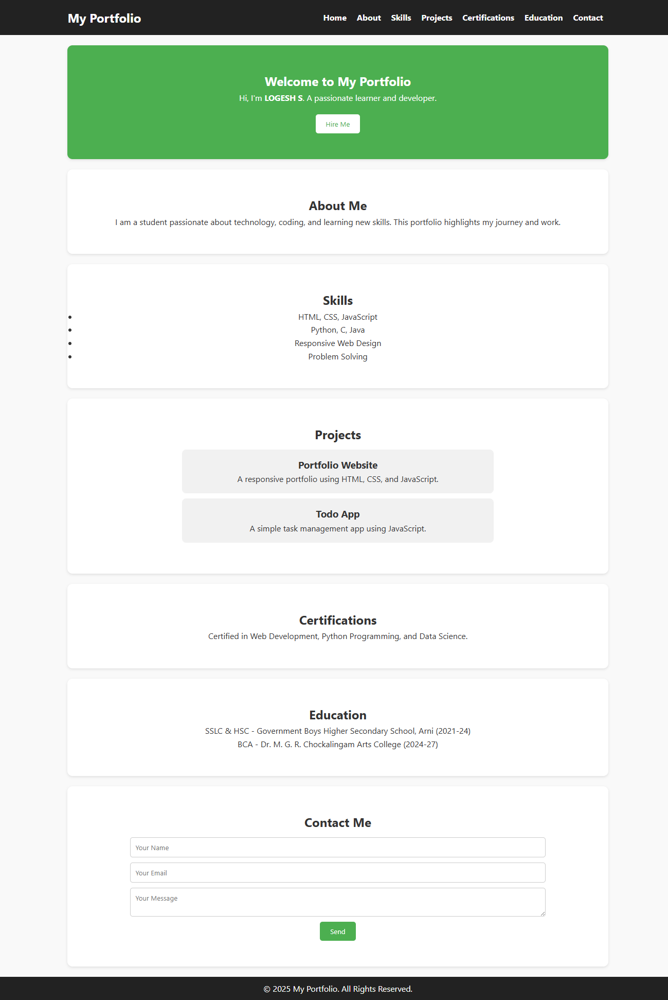 My Portfolio
Home About Skills Projects Certifications Education Contact
Welcome to My Portfolio
Hi, I'm LOGESH S. A passionate learner and developer.
Hire Me
About Me
I am a student passionate about technology, coding, and learning new skills. This portfolio highlights my journey and work.
Skills
• HTML, CSS, JavaScript
• Python, C, Java
• Responsive Web Design
• Problem Solving
Projects
Portfolio Website
A responsive portfolio using HTML, CSS, and JavaScript.
Todo App
A simple task management app using JavaScript.
Certifications
Certified in Web Development, Python Programming, and Data Science.
Education
SSLC & HSC - Government Boys Higher Secondary School, Arni (2021-24)
BCA - Dr. M. G. R. Chockalingam Arts College (2024-27)
Contact Me
Your Name
Your Email
Your Message
Send
© 2025 My Portfolio. All Rights Reserved.